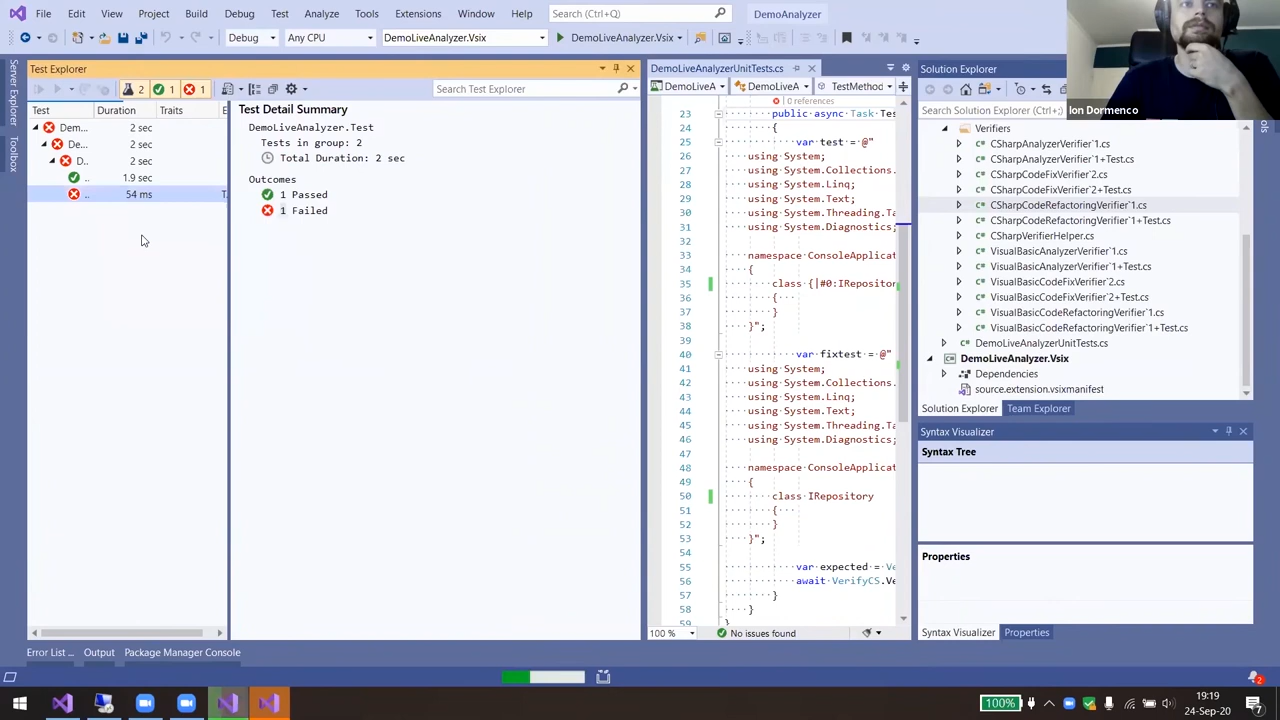 File Edit View Project Build Debug Test Analyze Tools Extensions Window Help Search (Ctrl+Q) DemoAnalyzer
Debug Any CPU DemoLiveAnalyzer.Vsix DemoLiveAnalyzer.Vsix
Server Explorer
Toolbox
Test Explorer
2 1 1
Search Test Explorer
Test Duration Traits
Dem... 2 sec
De... 2 sec
D.. 2 sec
.. 1.9 sec
.. 54 ms
Test Detail Summary
DemoLiveAnalyzer.Test
Tests in group: 2
Total Duration: 2 sec
Outcomes
1 Passed
1 Failed
DemoLiveAnalyzerUnitTests.cs
DemoLiveA DemoLiveA TestMethod
0 references
23 public async Task Tes
24 {
25 var test = @"
26 using System;
27 using System.Collections.
28 using System.Linq;
29 using System.Text;
30 using System.Threading.Ta
31 using System.Diagnostics;
32
33 namespace ConsoleApplicat
34 {
35 class {|#0:IRepositor
36 {
37 }
38 }";
39
40 var fixtest = @"
41 using System;
42 using System.Collections.
43 using System.Linq;
44 using System.Text;
45 using System.Threading.Ta
46 using System.Diagnostics;
47
48 namespace ConsoleApplicat
49 {
50 class IRepository
51 {
52 }
53 }";
54
55 var expected = Ve
56 await VerifyCS.Ve
57 }
58 }
59 }
100 % No issues found
Ion Dormenco
Solution Explorer
Search Solution Explorer (Ctrl+;)
Verifiers
C# CSharpAnalyzerVerifier`1.cs
C# CSharpAnalyzerVerifier`1+Test.cs
C# CSharpCodeFixVerifier`2.cs
C# CSharpCodeFixVerifier`2+Test.cs
C# CSharpCodeRefactoringVerifier`1.cs
C# CSharpCodeRefactoringVerifier`1+Test.cs
C# CSharpVerifierHelper.cs
C# VisualBasicAnalyzerVerifier`1.cs
C# VisualBasicAnalyzerVerifier`1+Test.cs
C# VisualBasicCodeFixVerifier`2.cs
C# VisualBasicCodeFixVerifier`2+Test.cs
C# VisualBasicCodeRefactoringVerifier`1.cs
C# VisualBasicCodeRefactoringVerifier`1+Test.cs
C# DemoLiveAnalyzerUnitTests.cs
C# DemoLiveAnalyzer.Vsix
Dependencies
source.extension.vsixmanifest
Solution Explorer Team Explorer
Syntax Visualizer
Syntax Tree
Properties
Syntax Visualizer Properties
Error List ... Output Package Manager Console
2
100%
19:19
24-Sep-20
7